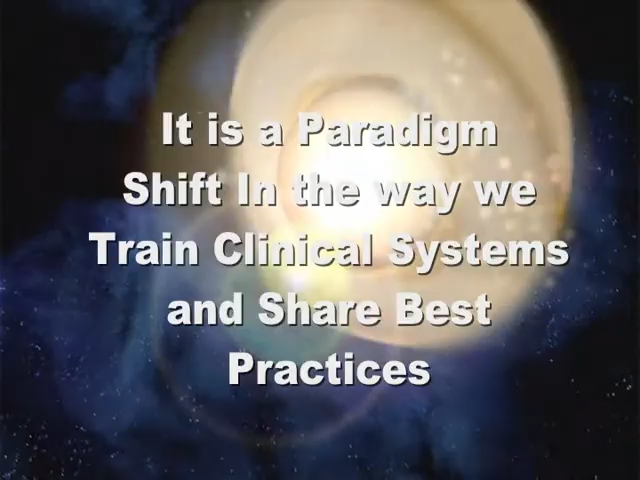 It is a Paradigm
Shift In the way we
Train Clinical Systems
and Share Best
Practices